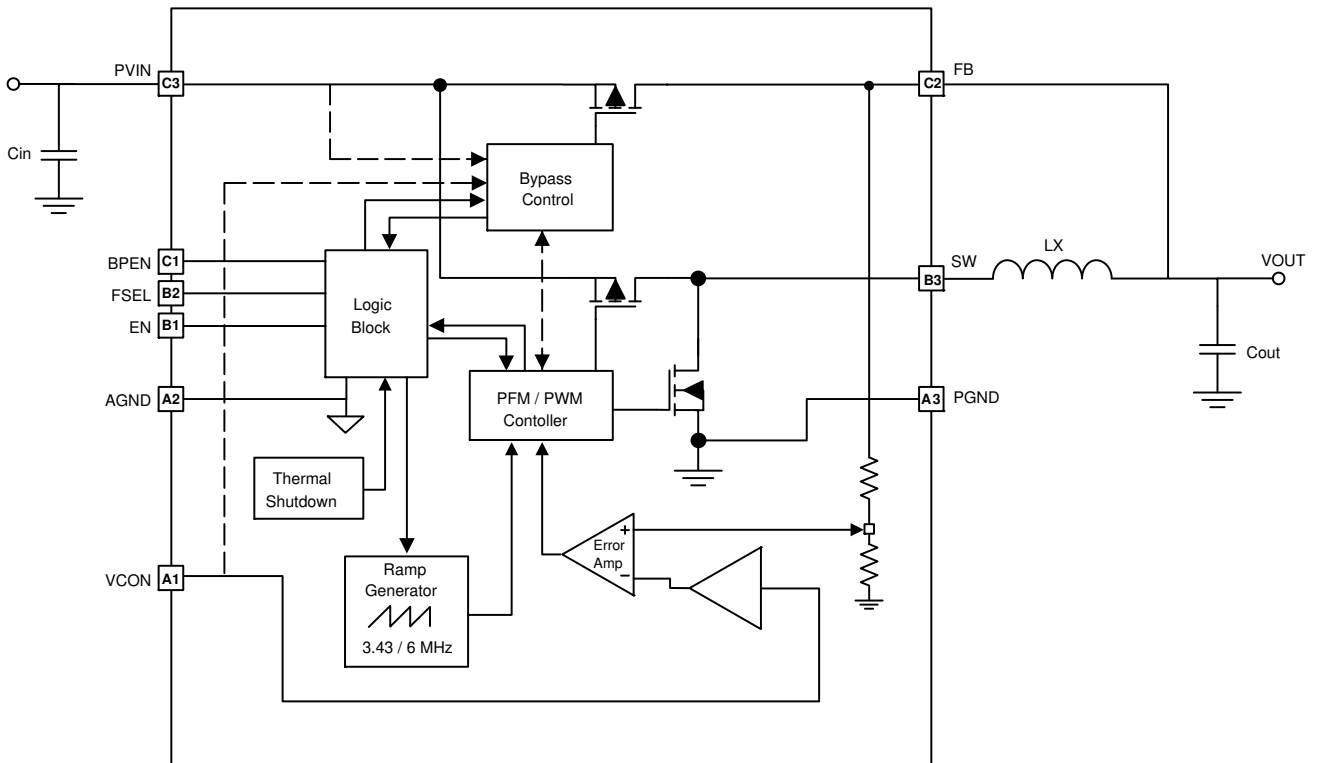 PVIN
C3
C2
FB
Cin
Bypass
Control
BPEN
C1
FSEL
B2
EN
B1
Logic
Block
B3
SW
LX
VOUT
Cout
AGND
A2
PFM / PWM
Contoller
A3
PGND
Thermal
Shutdown
+
Error
Amp
−
VCON
A1
Ramp
Generator
3.43 / 6 MHz